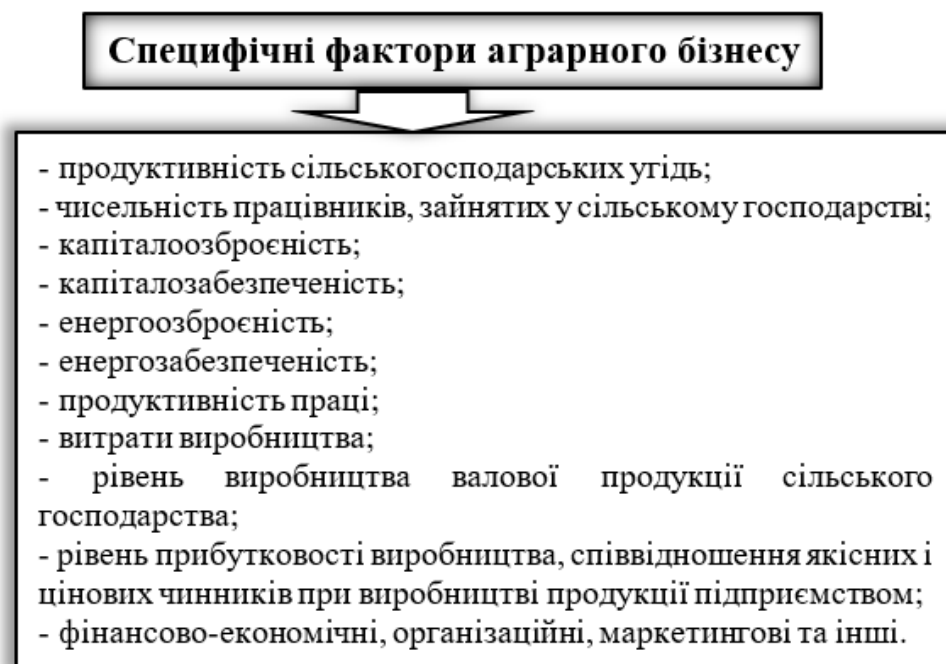 Специфічні фактори аграрного бізнесу
- продуктивність сільськогосподарських угідь;
- чисельність працівників, зайнятих у сільському господарстві;
- капіталоозброєність;
- капіталозабезпеченість;
- енергоозброєність;
- енергозабезпеченість;
- продуктивність праці;
- витрати виробництва;
- рівень виробництва валової продукції сільського
господарства;
- рівень прибутковості виробництва, співвідношення якісних і
цінових чинників при виробництві продукції підприємством;
- фінансово-економічні, організаційні, маркетингові та інші.